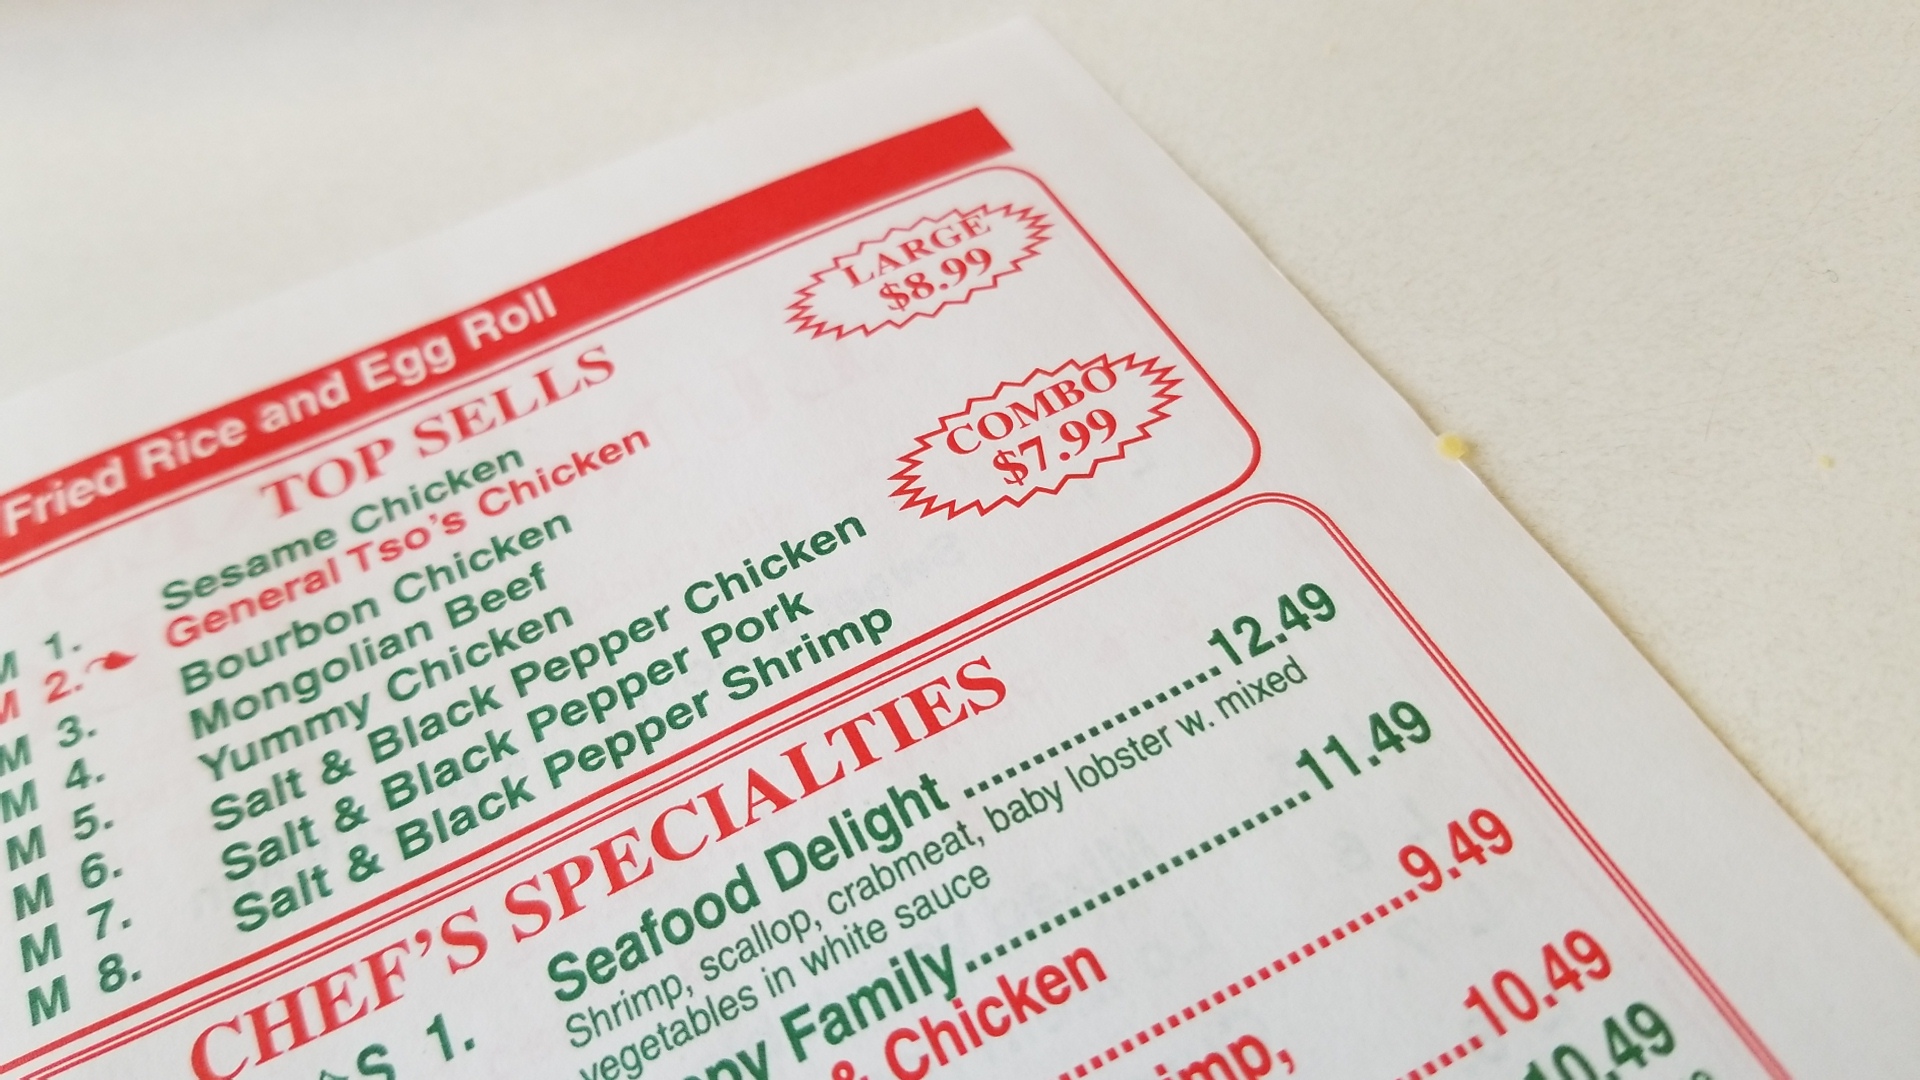 Fried Rice and Egg Roll
TOP SELLS
LARGE
$8.99
COMBO
$7.99
M 1. Sesame Chicken
M 2. General Tso's Chicken
M 3. Bourbon Chicken
M 4. Mongolian Beef
M 5. Yummy Chicken
M 6. Salt & Black Pepper Chicken
M 7. Salt & Black Pepper Pork
M 8. Salt & Black Pepper Shrimp
CHEF'S SPECIALTIES
S 1. Seafood Delight ....................12.49
Shrimp, scallop, crabmeat, baby lobster w. mixed
vegetables in white sauce
Family..........................11.49
& Chicken
..........................9.49
......10.49
10.49